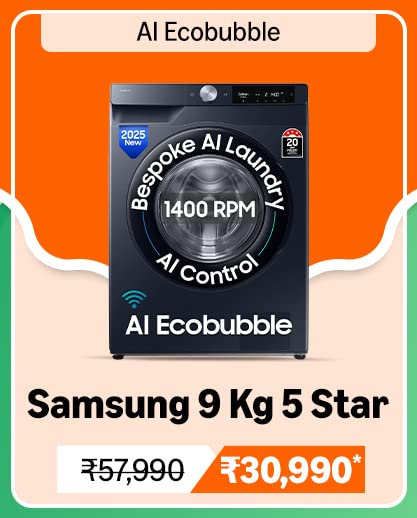 AI Ecobubble
2025
New
Bespoke AI Laundry
1400 RPM
AI Control
AI Ecobubble
20
Samsung 9 Kg 5 Star
₹57,990 ₹30,990*